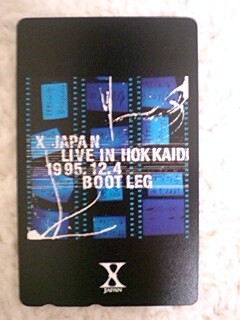 X JAPAN
LIVE IN HOKKAIDO
1995.12.4
BOOTLEG
X
JAPAN